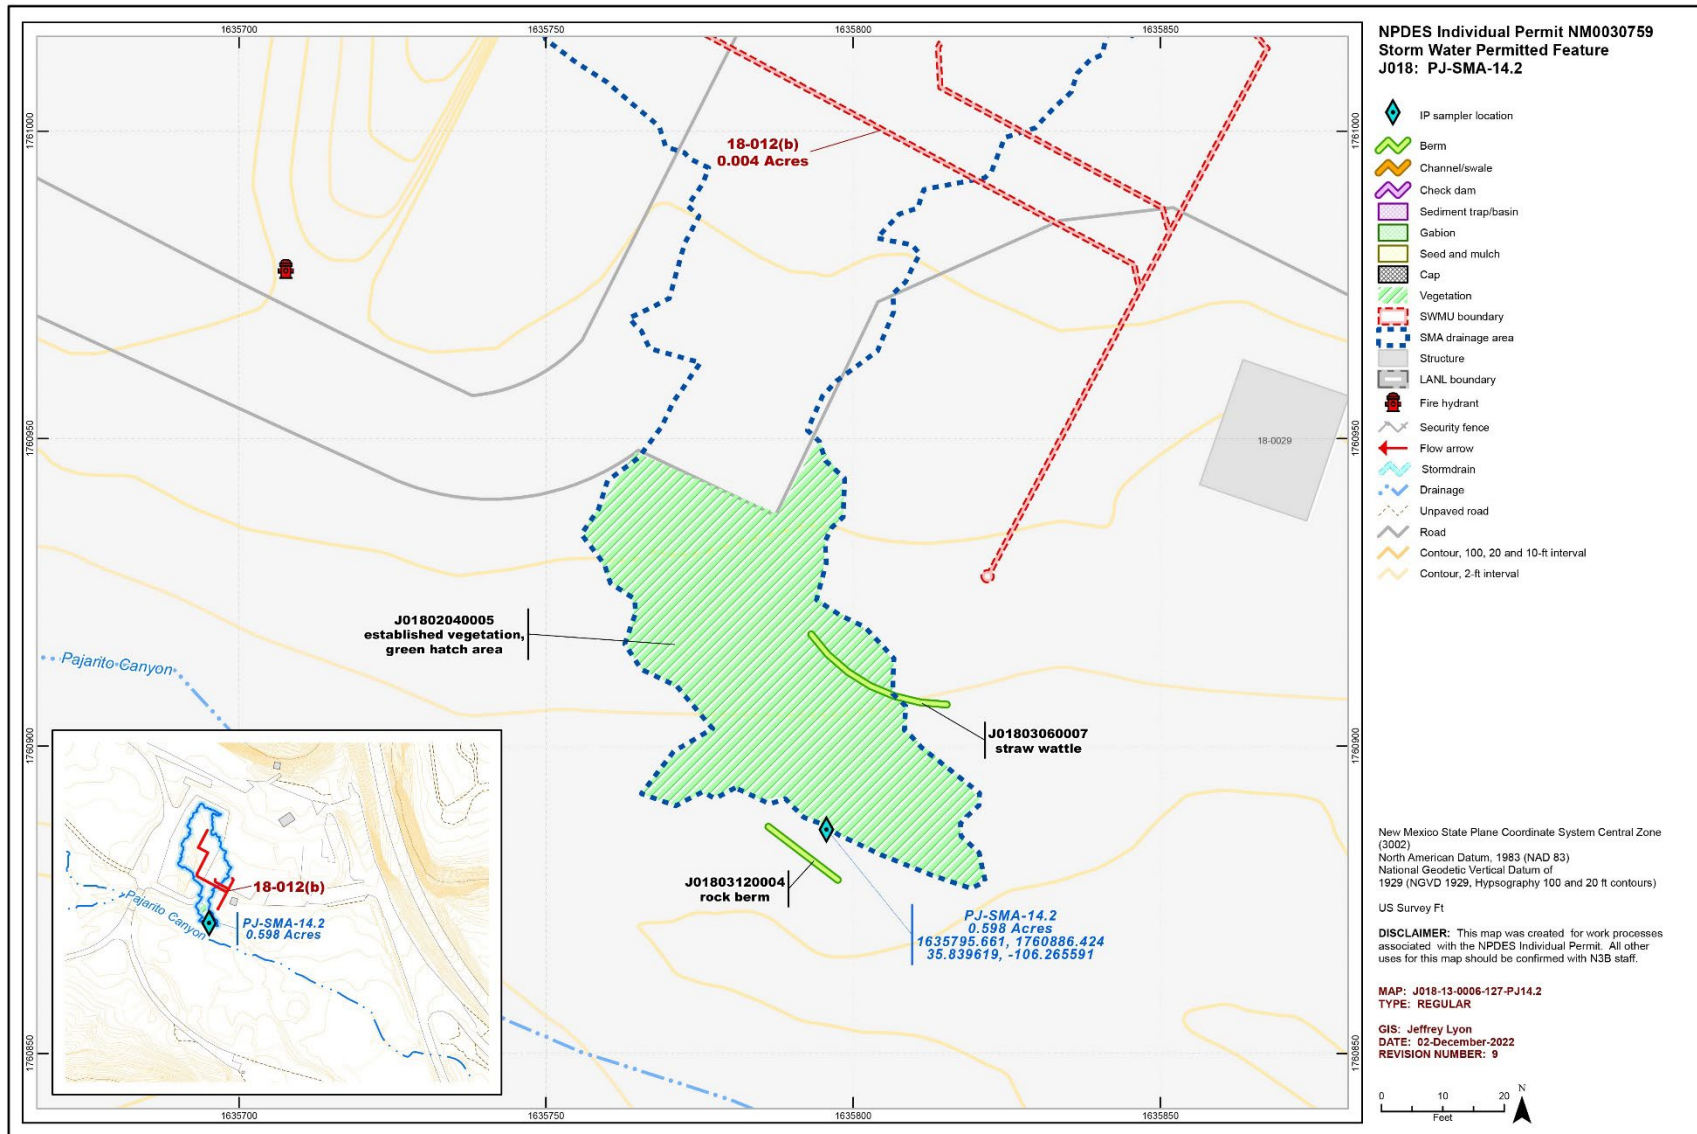 1635700
1635750
1635800
1635850
1761000
1760950
1760900
1760850
1761000
1760950
1760900
1760850
18-012(b)
0.004 Acres
18-0029
J01802040005
established vegetation,
green hatch area
Pajarito Canyon
J01803060007
straw wattle
J01803120004
rock berm
PJ-SMA-14.2
0.598 Acres
1635795.661, 1760886.424
35.839619, -106.265591
18-012(b)
Pajarito Canyon
PJ-SMA-14.2
0.598 Acres
1635700
1635750
1635800
1635850
NPDES Individual Permit NM0030759
Storm Water Permitted Feature
J018: PJ-SMA-14.2
IP sampler location
Berm
Channel/swale
Check dam
Sediment trap/basin
Gabion
Seed and mulch
Cap
Vegetation
SWMU boundary
SMA drainage area
Structure
LANL boundary
Fire hydrant
Security fence
Flow arrow
Stormdrain
Drainage
Unpaved road
Road
Contour, 100, 20 and 10-ft interval
Contour, 2-ft interval
New Mexico State Plane Coordinate System Central Zone
(3002)
North American Datum, 1983 (NAD 83)
National Geodetic Vertical Datum of
1929 (NGVD 1929, Hypsography 100 and 20 ft contours)
US Survey Ft
DISCLAIMER: This map was created for work processes
associated with the NPDES Individual Permit. All other
uses for this map should be confirmed with N3B staff.
MAP: J018-13-0006-127-PJ14.2
TYPE: REGULAR
GIS: Jeffrey Lyon
DATE: 02-December-2022
REVISION NUMBER: 9
0 10 20
Feet
N